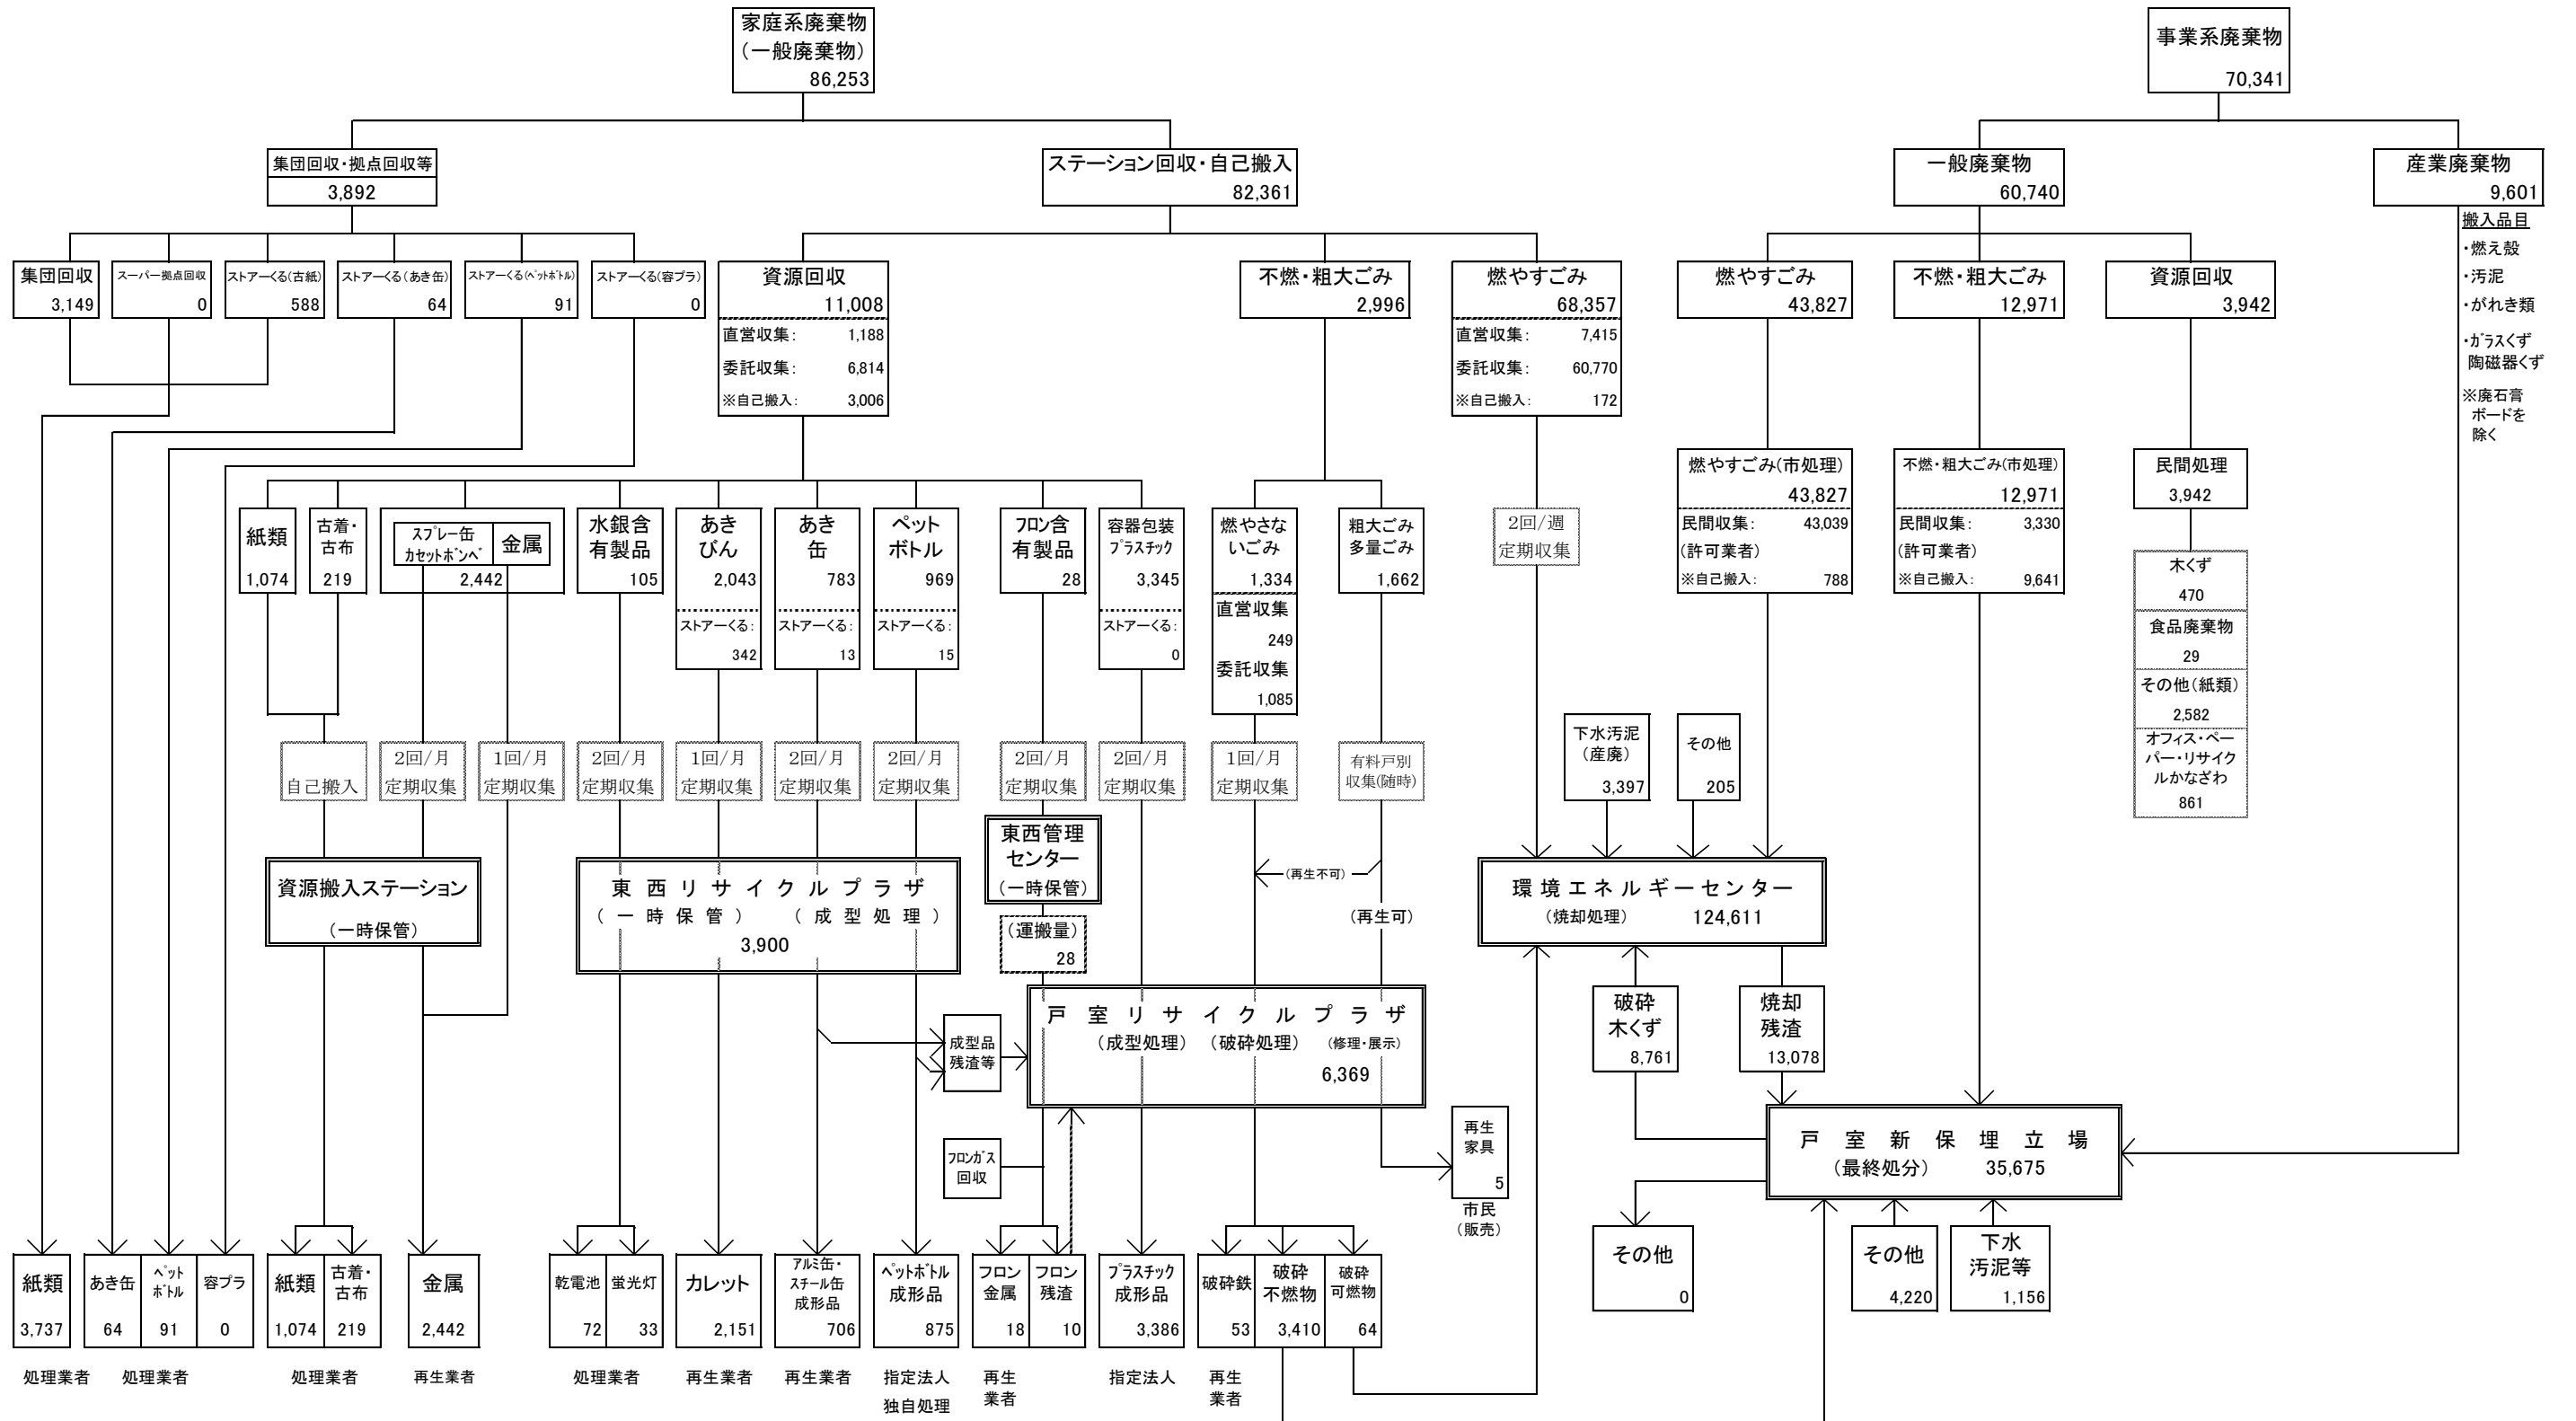 家庭系廃棄物
(一般廃棄物)
86,253
事業系廃棄物
70,341
集団回収・拠点回収等
3,892
ステーション回収・自己搬入
82,361
一般廃棄物
60,740
産業廃棄物
9,601
搬入品目
・燃え殻
・汚泥
・がれき類
・ガラスくず
陶磁器くず
※廃石膏
ボードを
除く
集団回収
3,149
スーパー拠点回収
0
ストアーくる(古紙)
588
ストアーくる(あき缶)
64
ストアーくる(ペットボトル)
91
ストアーくる(容プラ)
0
資源回収
11,008
直営収集: 1,188
委託収集: 6,814
※自己搬入: 3,006
不燃・粗大ごみ
2,996
燃やすごみ
68,357
直営収集: 7,415
委託収集: 60,770
※自己搬入: 172
燃やすごみ
43,827
不燃・粗大ごみ
12,971
資源回収
3,942
燃やすごみ(市処理)
43,827
民間収集: 43,039
(許可業者)
※自己搬入: 788
不燃・粗大ごみ(市処理)
12,971
民間収集: 3,330
(許可業者)
※自己搬入: 9,641
民間処理
3,942
木くず
470
食品廃棄物
29
その他(紙類)
2,582
オフィス・ペー
パー・リサイク
ルかなざわ
861
紙類
1,074
古着・
古布
219
スプレー缶
カセットボンベ
金属
2,442
水銀含
有製品
105
あき
びん
2,043
ストアーくる:
342
あき
缶
783
ストアーくる:
13
ペット
ボトル
969
ストアーくる:
15
フロン含
有製品
28
容器包装
プラスチック
3,345
ストアーくる:
0
燃やさな
いごみ
1,334
直営収集
249
委託収集
1,085
粗大ごみ
多量ごみ
1,662
2回/週
定期収集
自己搬入
2回/月
定期収集
1回/月
定期収集
2回/月
定期収集
1回/月
定期収集
2回/月
定期収集
2回/月
定期収集
2回/月
定期収集
2回/月
定期収集
1回/月
定期収集
有料戸別
収集(随時)
下水汚泥
(産廃)
3,397
その他
205
資源搬入ステーション
(一時保管)
東西リサイクルプラザ
(一時保管) (成型処理)
3,900
東西管理
センター
(一時保管)
(運搬量)
28
(再生不可)
(再生可)
環境エネルギーセンター
(焼却処理) 124,611
成型品
残渣等
戸室リサイクルプラザ
(成型処理) (破砕処理) (修理・展示)
6,369
破砕
木くず
8,761
焼却
残渣
13,078
フロンガス
回収
再生
家具
5
市民
(販売)
戸室新保埋立場
(最終処分) 35,675
その他
0
その他
4,220
下水
汚泥等
1,156
紙類
3,737
あき缶
64
ペット
ボトル
91
容プラ
0
紙類
1,074
古着・
古布
219
金属
2,442
乾電池
72
蛍光灯
33
カレット
2,151
アルミ缶・
スチール缶
成形品
706
ペットボトル
成形品
875
フロン
金属
18
フロン
残渣
10
プラスチック
成形品
3,386
破砕鉄
53
破砕
不燃物
3,410
破砕
可燃物
64
処理業者
処理業者
処理業者
再生業者
処理業者
再生業者
再生業者
指定法人
独自処理
再生
業者
指定法人
再生
業者